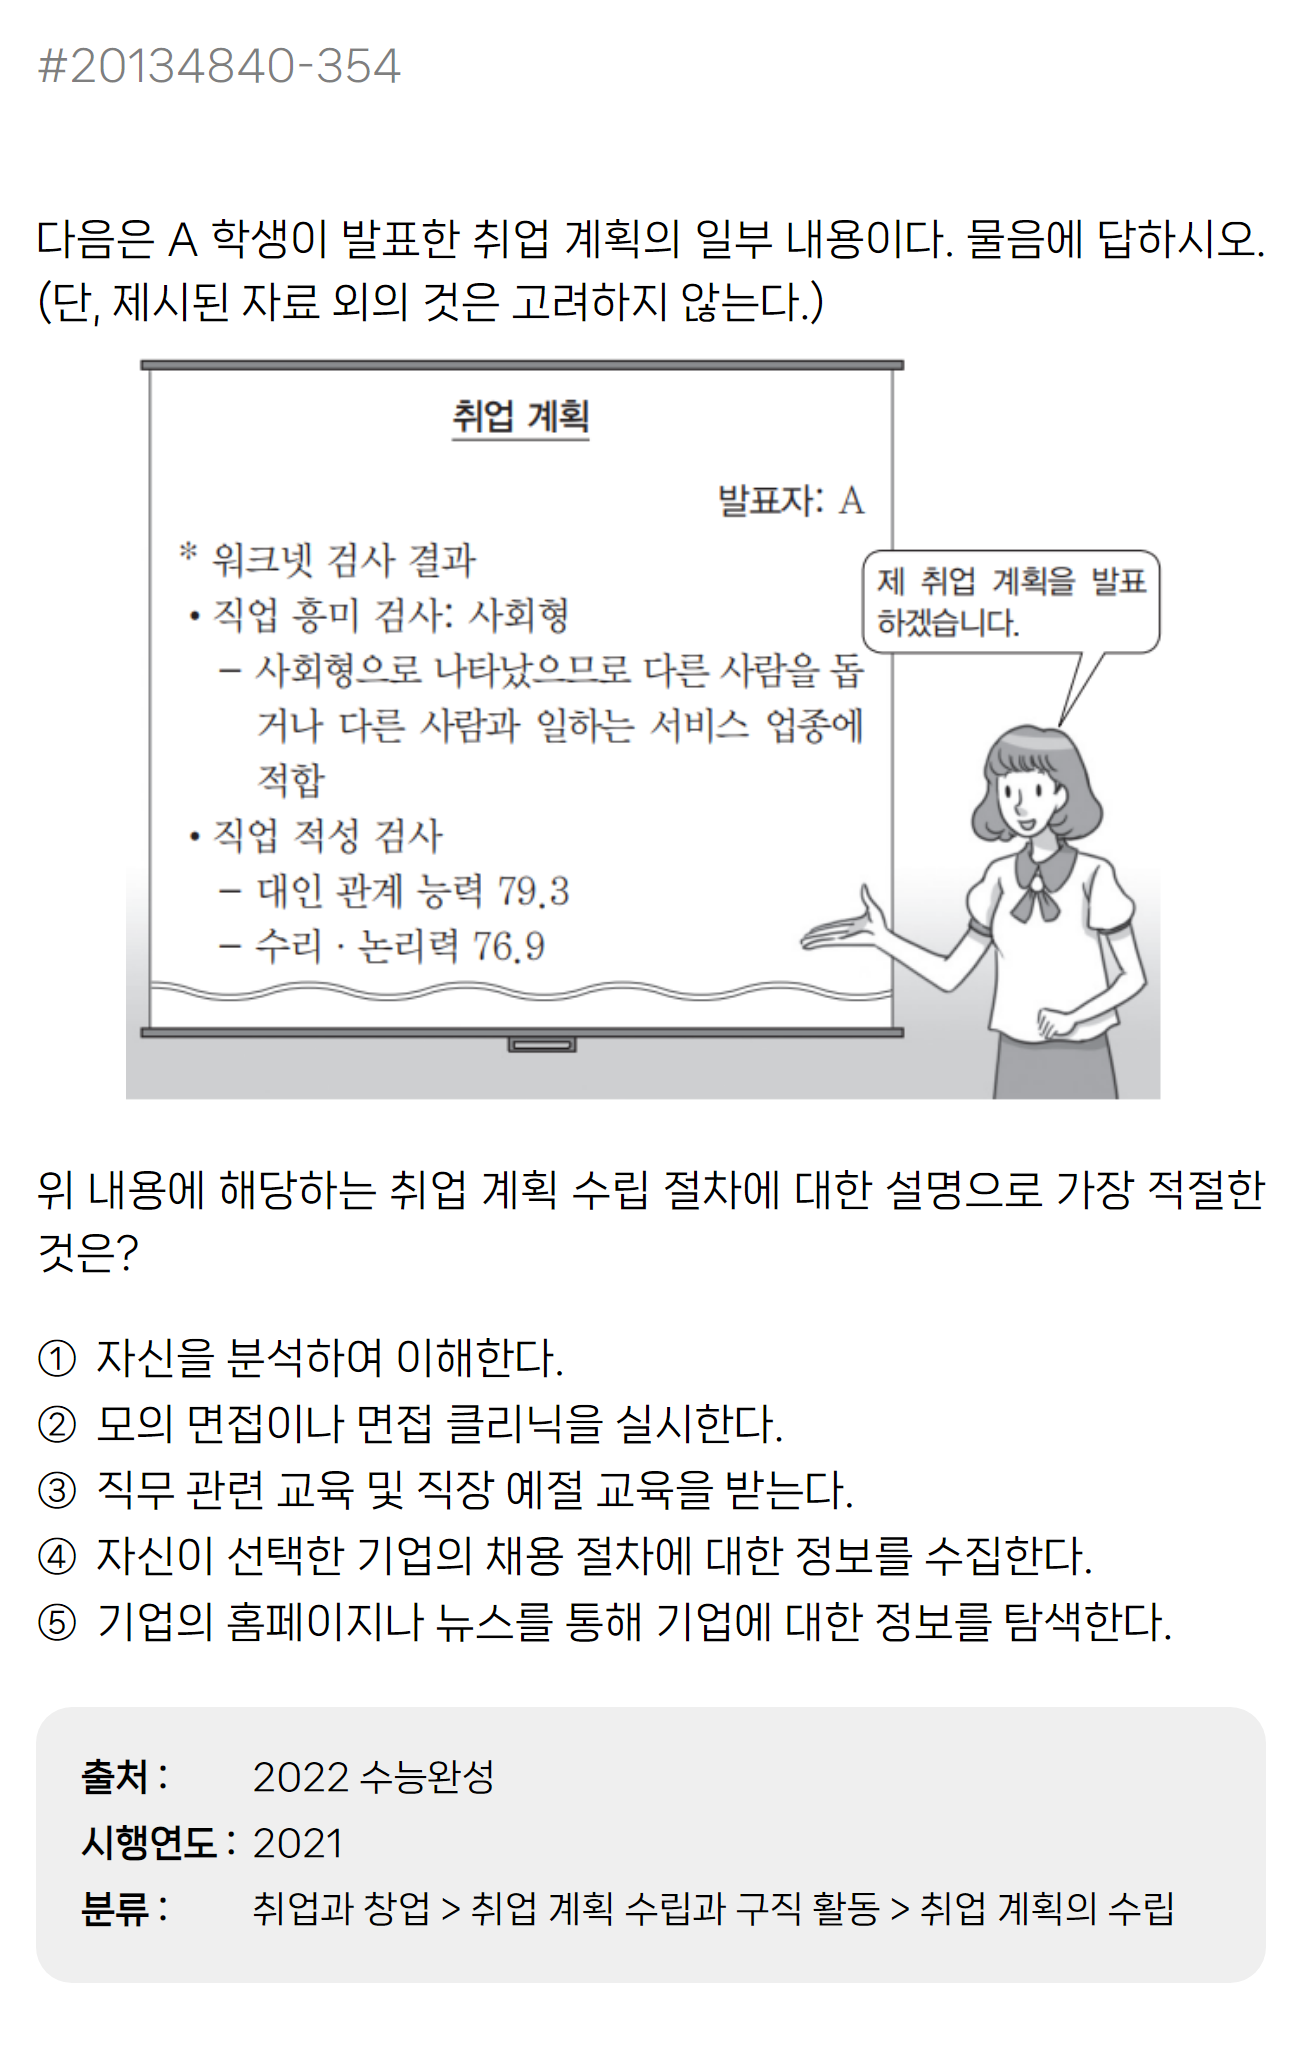 #20134840-354
다음은 A 학생이 발표한 취업 계획의 일부 내용이다. 물음에 답하시오.
(단, 제시된 자료 외의 것은 고려하지 않는다.)
취업 계획
발표자: A
* 워크넷 검사 결과
• 직업 흥미 검사: 사회형
– 사회형으로 나타났으므로 다른 사람을 돕
거나 다른 사람과 일하는 서비스 업종에
적합
• 직업 적성 검사
– 대인 관계 능력 79.3
– 수리 · 논리력 76.9
제 취업 계획을 발표
하겠습니다.
위 내용에 해당하는 취업 계획 수립 절차에 대한 설명으로 가장 적절한
것은?
① 자신을 분석하여 이해한다.
② 모의 면접이나 면접 클리닉을 실시한다.
③ 직무 관련 교육 및 직장 예절 교육을 받는다.
④ 자신이 선택한 기업의 채용 절차에 대한 정보를 수집한다.
⑤ 기업의 홈페이지나 뉴스를 통해 기업에 대한 정보를 탐색한다.
출처 : 2022 수능완성
시행연도 : 2021
분류 : 취업과 창업 > 취업 계획 수립과 구직 활동 > 취업 계획의 수립